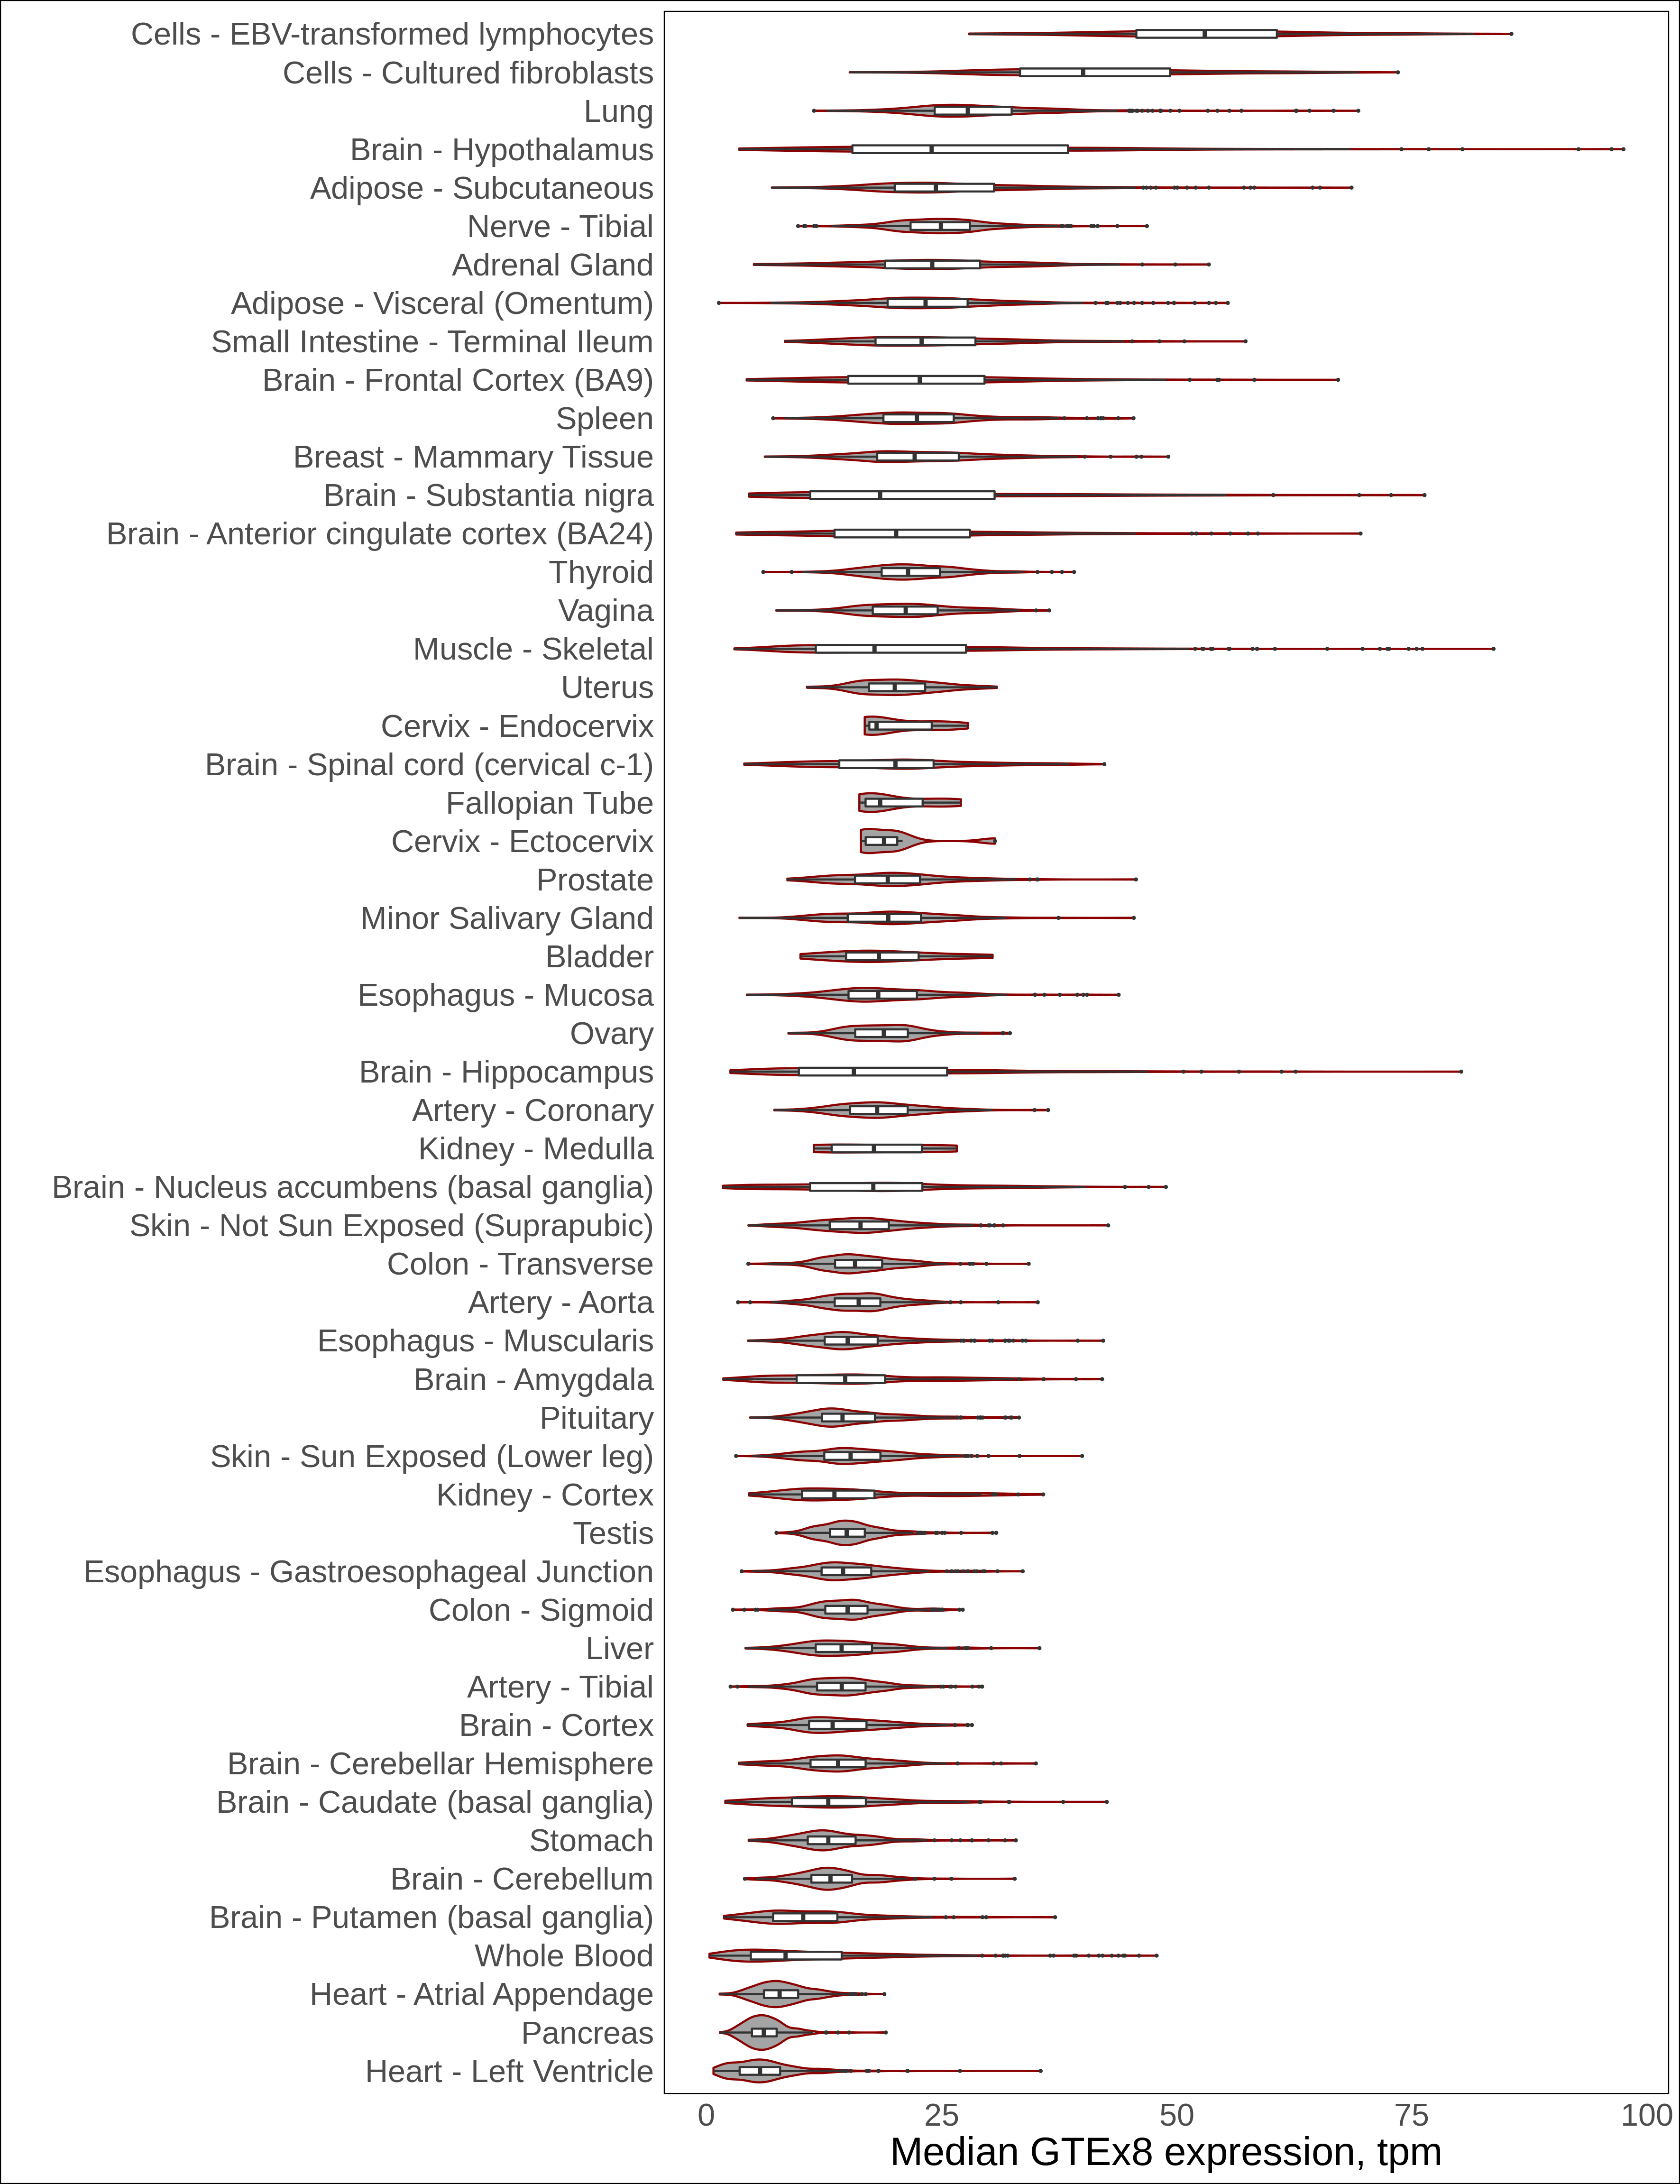 Cells - EBV-transformed lymphocytes
Cells - Cultured fibroblasts
Lung
Brain - Hypothalamus
Adipose - Subcutaneous
Nerve - Tibial
Adrenal Gland
Adipose - Visceral (Omentum)
Small Intestine - Terminal Ileum
Brain - Frontal Cortex (BA9)
Spleen
Breast - Mammary Tissue
Brain - Substantia nigra
Brain - Anterior cingulate cortex (BA24)
Thyroid
Vagina
Muscle - Skeletal
Uterus
Cervix - Endocervix
Brain - Spinal cord (cervical c-1)
Fallopian Tube
Cervix - Ectocervix
Prostate
Minor Salivary Gland
Bladder
Esophagus - Mucosa
Ovary
Brain - Hippocampus
Artery - Coronary
Kidney - Medulla
Brain - Nucleus accumbens (basal ganglia)
Skin - Not Sun Exposed (Suprapubic)
Colon - Transverse
Artery - Aorta
Esophagus - Muscularis
Brain - Amygdala
Pituitary
Skin - Sun Exposed (Lower leg)
Kidney - Cortex
Testis
Esophagus - Gastroesophageal Junction
Colon - Sigmoid
Liver
Artery - Tibial
Brain - Cortex
Brain - Cerebellar Hemisphere
Brain - Caudate (basal ganglia)
Stomach
Brain - Cerebellum
Brain - Putamen (basal ganglia)
Whole Blood
Heart - Atrial Appendage
Pancreas
Heart - Left Ventricle
0 25 50 75 100
Median GTEx8 expression, tpm